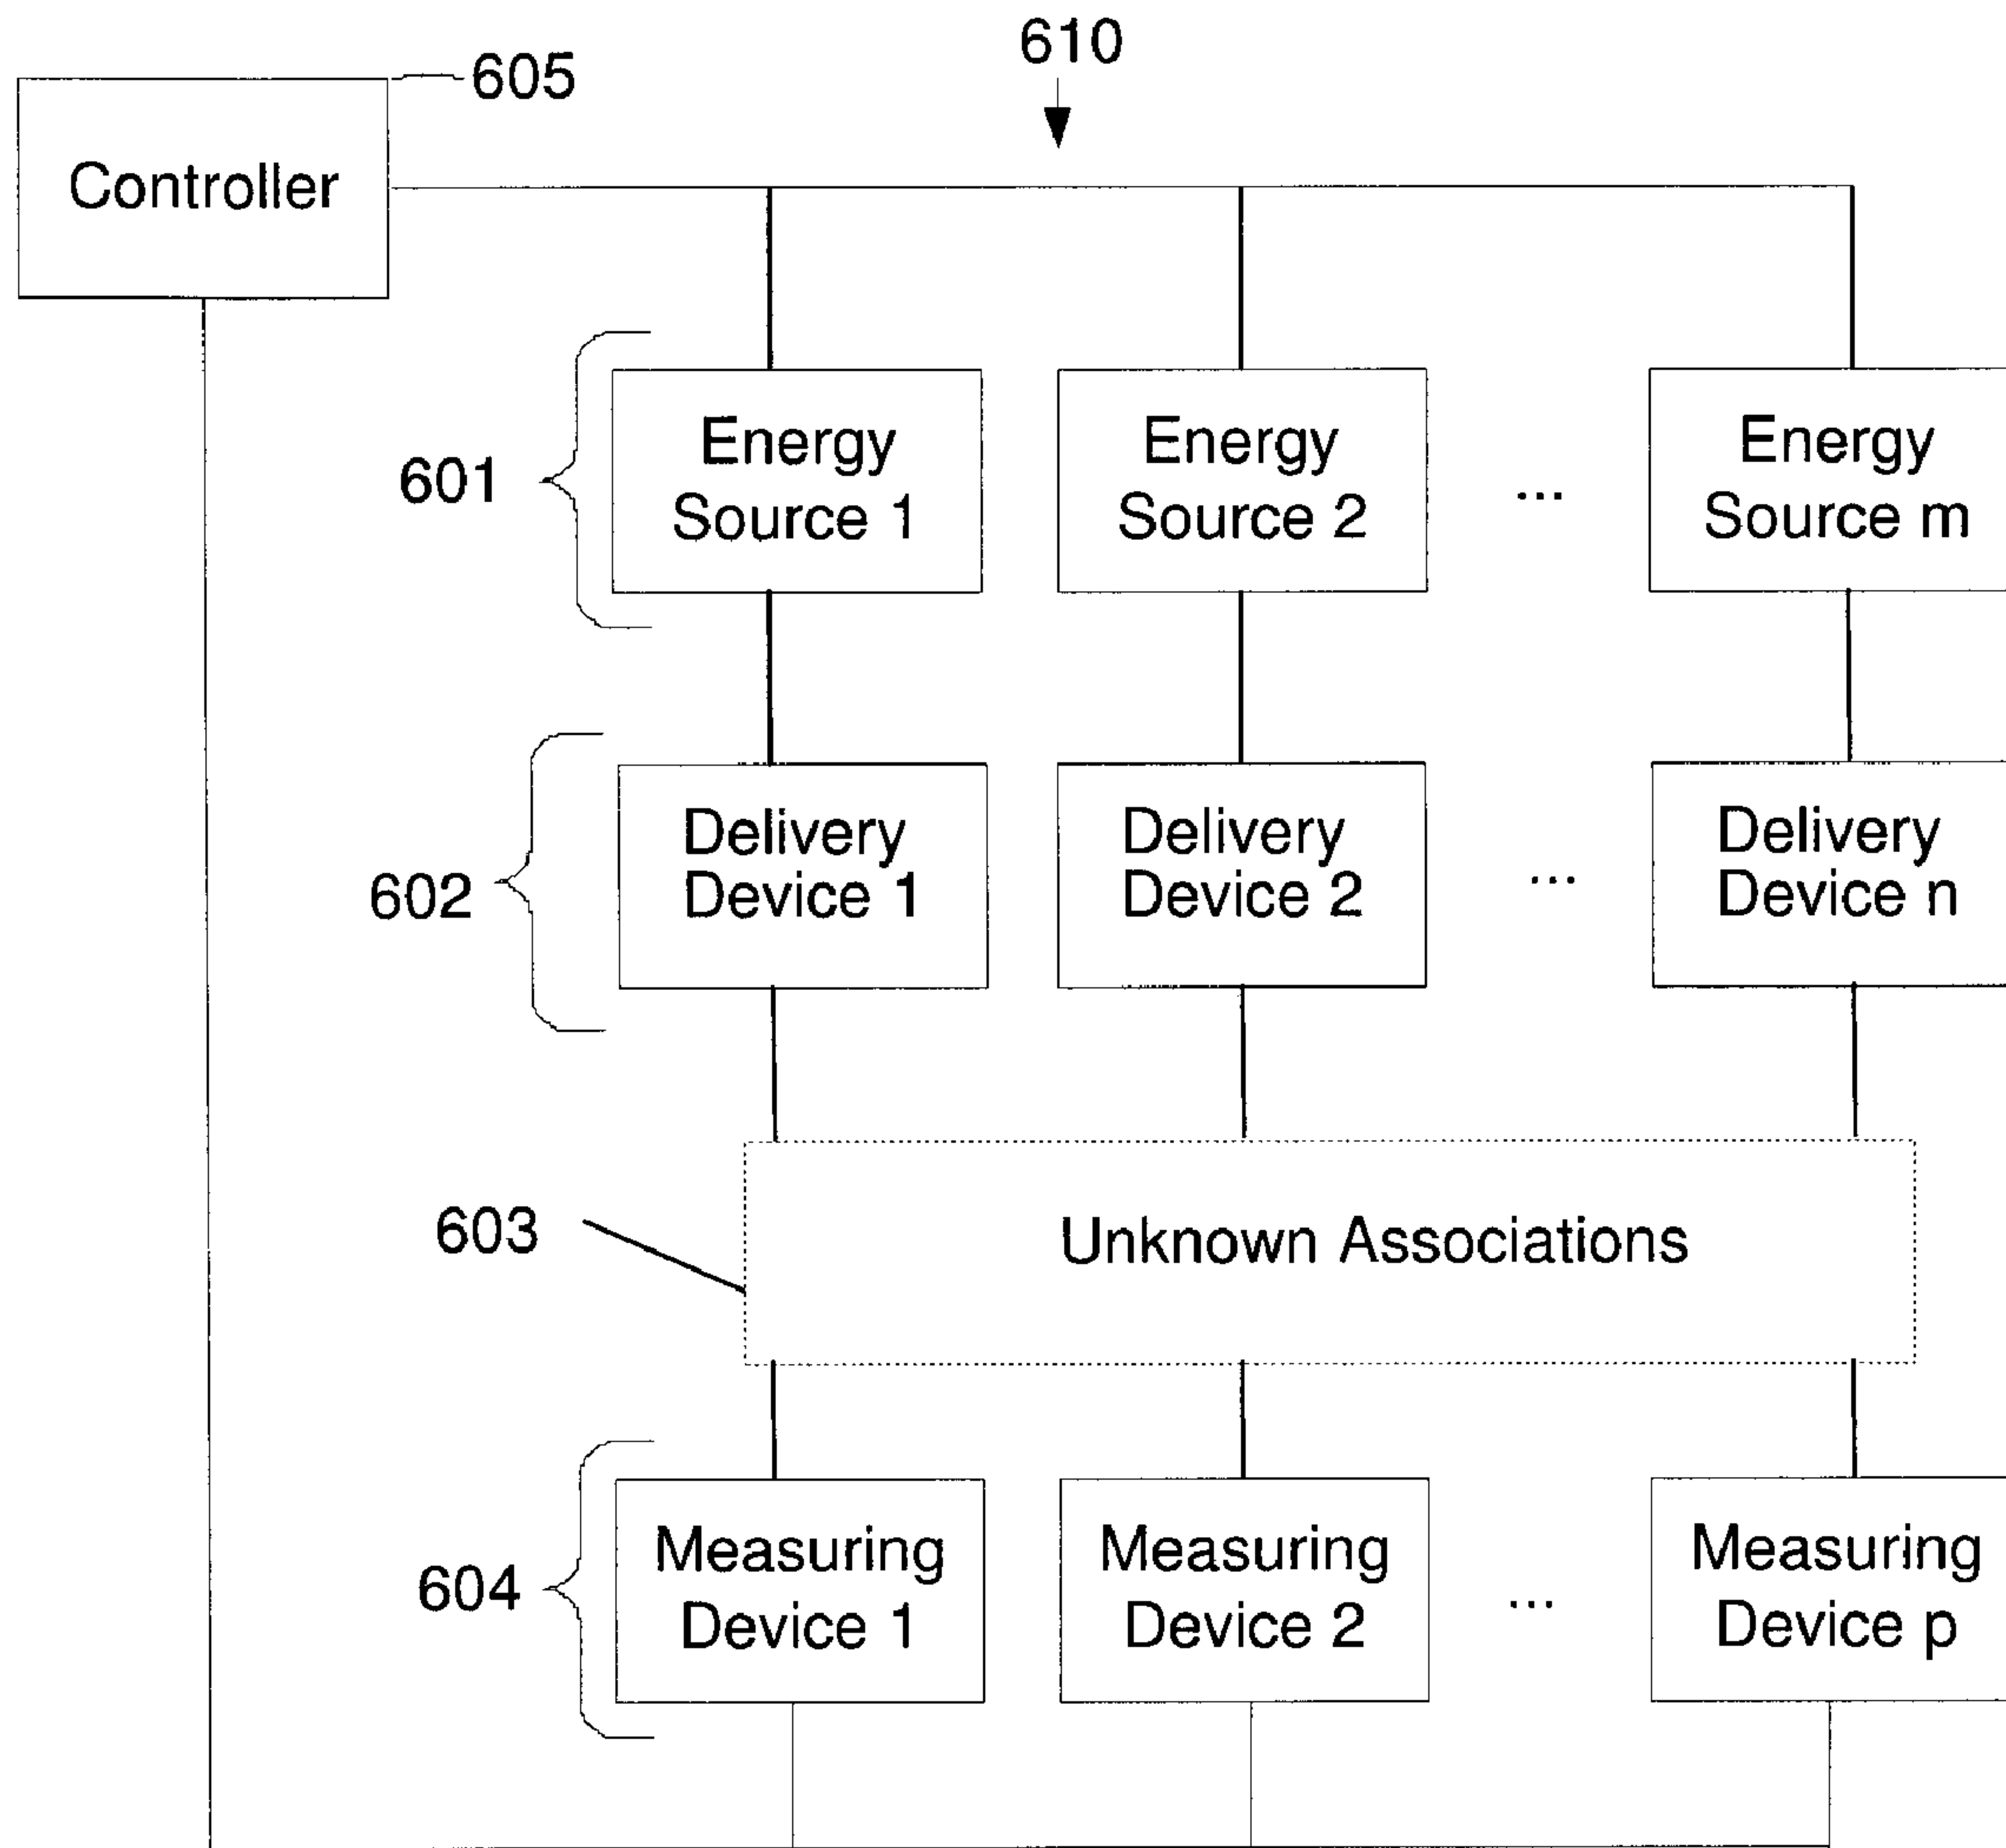 610
605
Controller
601
Energy
Source 1
Energy
Source 2
...
Energy
Source m
602
Delivery
Device 1
Delivery
Device 2
...
Delivery
Device n
603
Unknown Associations
604
Measuring
Device 1
Measuring
Device 2
...
Measuring
Device p